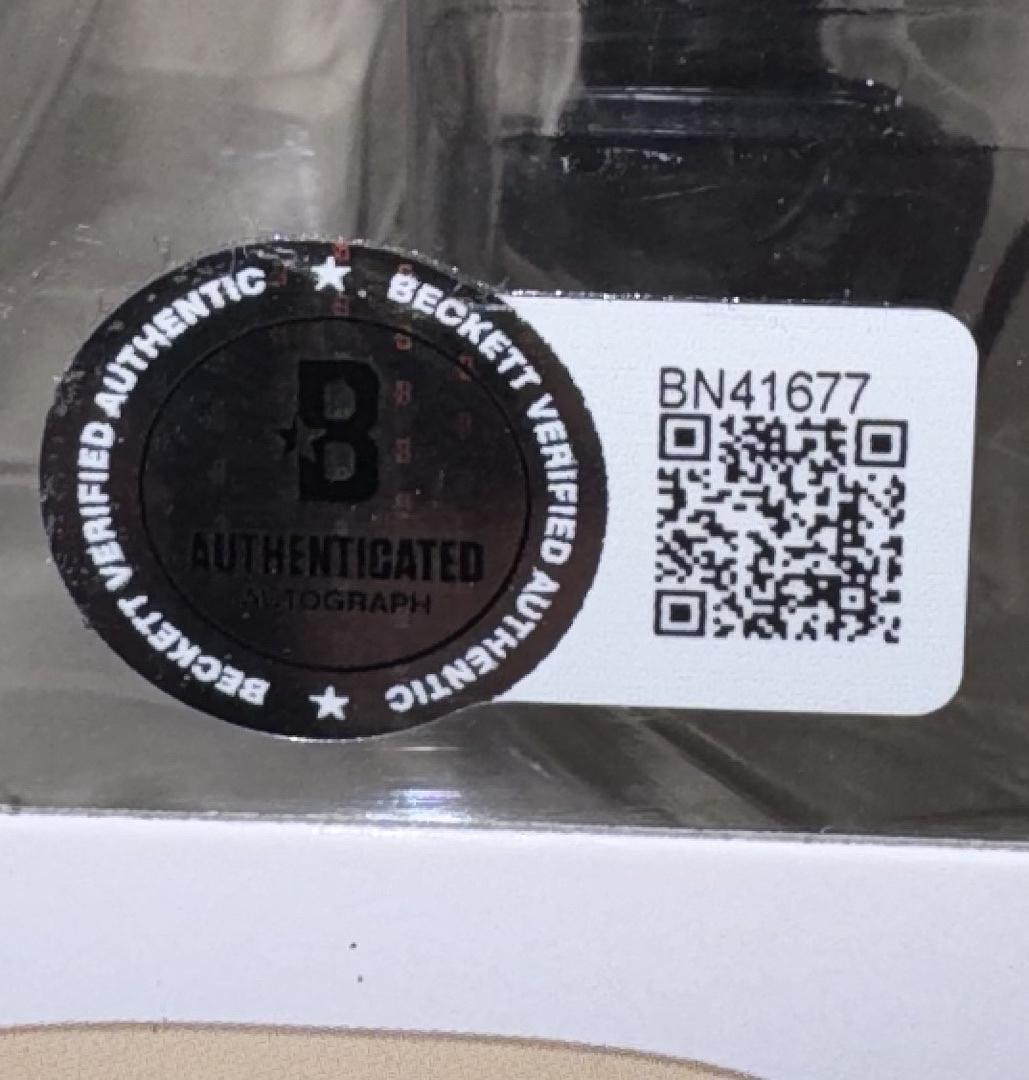 BECKETT VERIFIED AUTHENTIC
BECKETT VERIFIED AUTHENTIC
B
AUTHENTICATED
AUTOGRAPH
BN41677